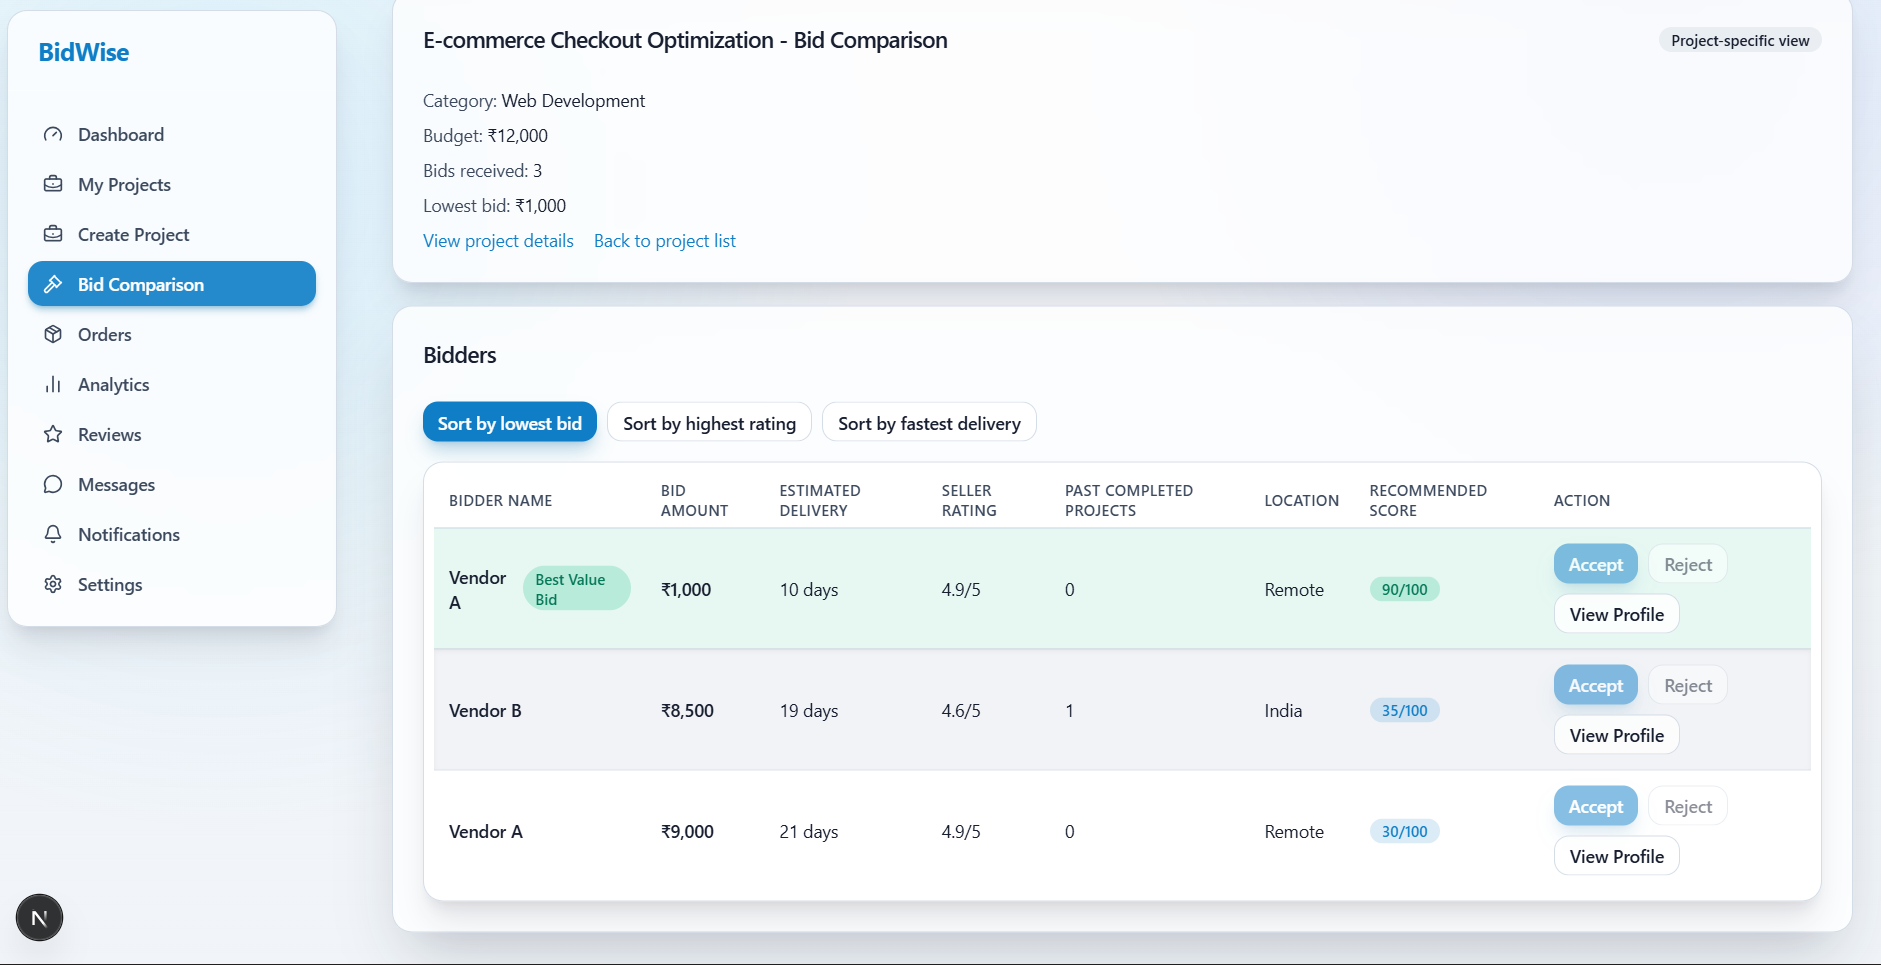 BidWise
Dashboard
My Projects
Create Project
Bid Comparison
Orders
Analytics
Reviews
Messages
Notifications
Settings
N
E-commerce Checkout Optimization - Bid Comparison
Project-specific view
Category: Web Development
Budget: ₹12,000
Bids received: 3
Lowest bid: ₹1,000
View project details Back to project list
Bidders
Sort by lowest bid Sort by highest rating Sort by fastest delivery
BIDDER NAME BID AMOUNT ESTIMATED DELIVERY SELLER RATING PAST COMPLETED PROJECTS LOCATION RECOMMENDED SCORE ACTION
Vendor A Best Value Bid ₹1,000 10 days 4.9/5 0 Remote 90/100 Accept Reject
View Profile
Vendor B ₹8,500 19 days 4.6/5 1 India 35/100 Accept Reject
View Profile
Vendor A ₹9,000 21 days 4.9/5 0 Remote 30/100 Accept Reject
View Profile